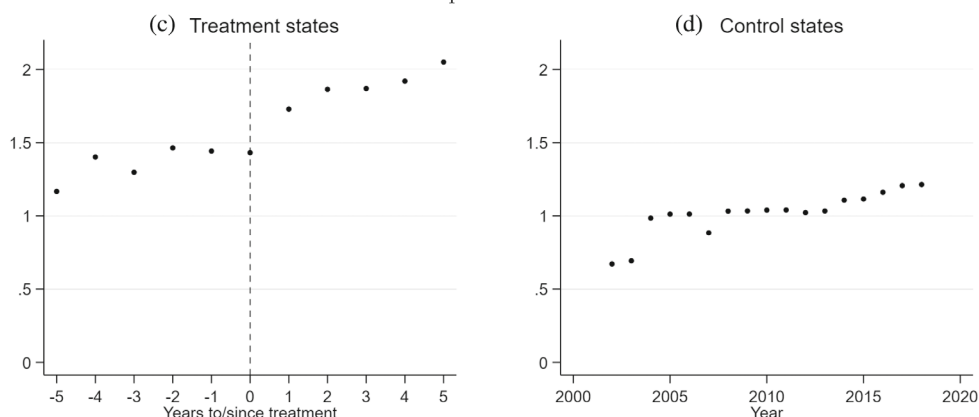 (c) Treatment states
2
1.5
1
.5
0
-5 -4 -3 -2 -1 0 1 2 3 4 5
Years to/since treatment
(d) Control states
2
1.5
1
.5
0
2000 2005 2010 2015 2020
Year